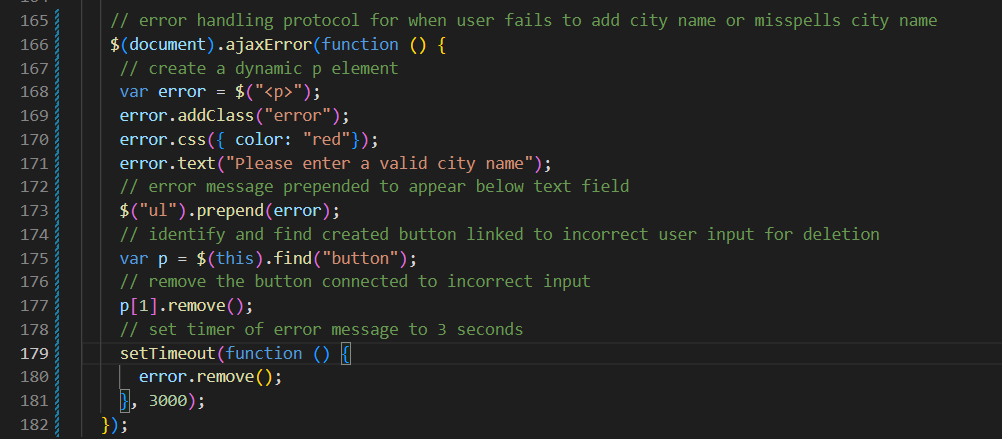 165 // error handling protocol for when user fails to add city name or misspells city name
166 $(document).ajaxError(function () {
167 // create a dynamic p element
168 var error = $("<p>");
169 error.addClass("error");
170 error.css({ color: "red"});
171 error.text("Please enter a valid city name");
172 // error message prepended to appear below text field
173 $("ul").prepend(error);
174 // identify and find created button linked to incorrect user input for deletion
175 var p = $(this).find("button");
176 // remove the button connected to incorrect input
177 p[1].remove();
178 // set timer of error message to 3 seconds
179 setTimeout(function () {
180 error.remove();
181 }, 3000);
182 });